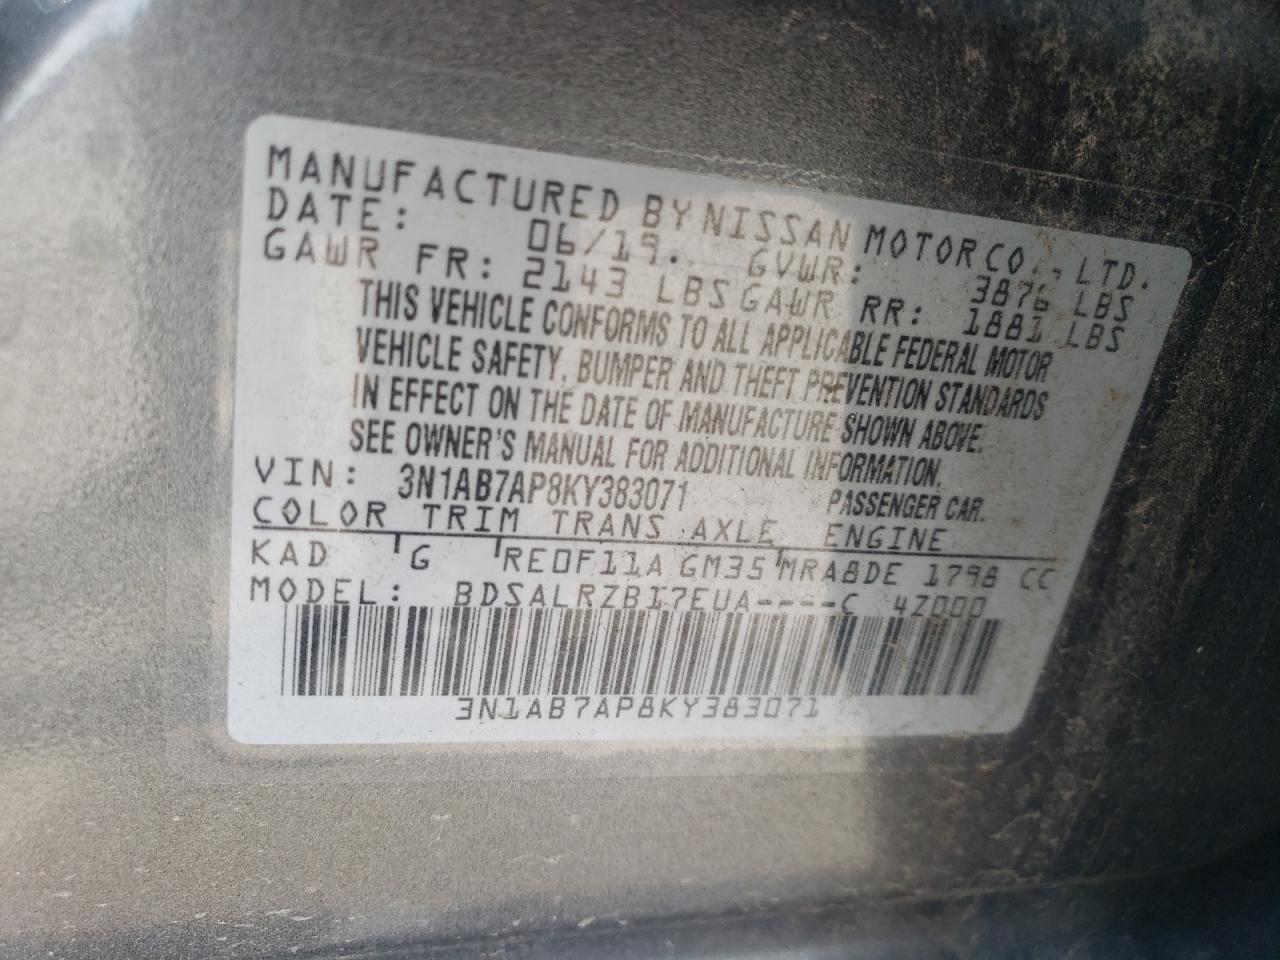 MANUFACTURED BY NISSAN MOTOR CO., LTD.
DATE: 06/19. GVWR: 3876 LBS
GAWR FR: 2143 LBS GAWR RR: 1881 LBS
THIS VEHICLE CONFORMS TO ALL APPLICABLE FEDERAL MOTOR
VEHICLE SAFETY, BUMPER AND THEFT PREVENTION STANDARDS
IN EFFECT ON THE DATE OF MANUFACTURE SHOWN ABOVE.
SEE OWNER'S MANUAL FOR ADDITIONAL INFORMATION.
VIN: 3N1AB7AP8KY383071 PASSENGER CAR.
COLOR TRIM TRANS AXLE ENGINE
KAD G RE0F11A GM35 MRA8DE 1798 CC
MODEL: BDSALRZB17EUA----C 4Z000
3N1AB7AP8KY383071